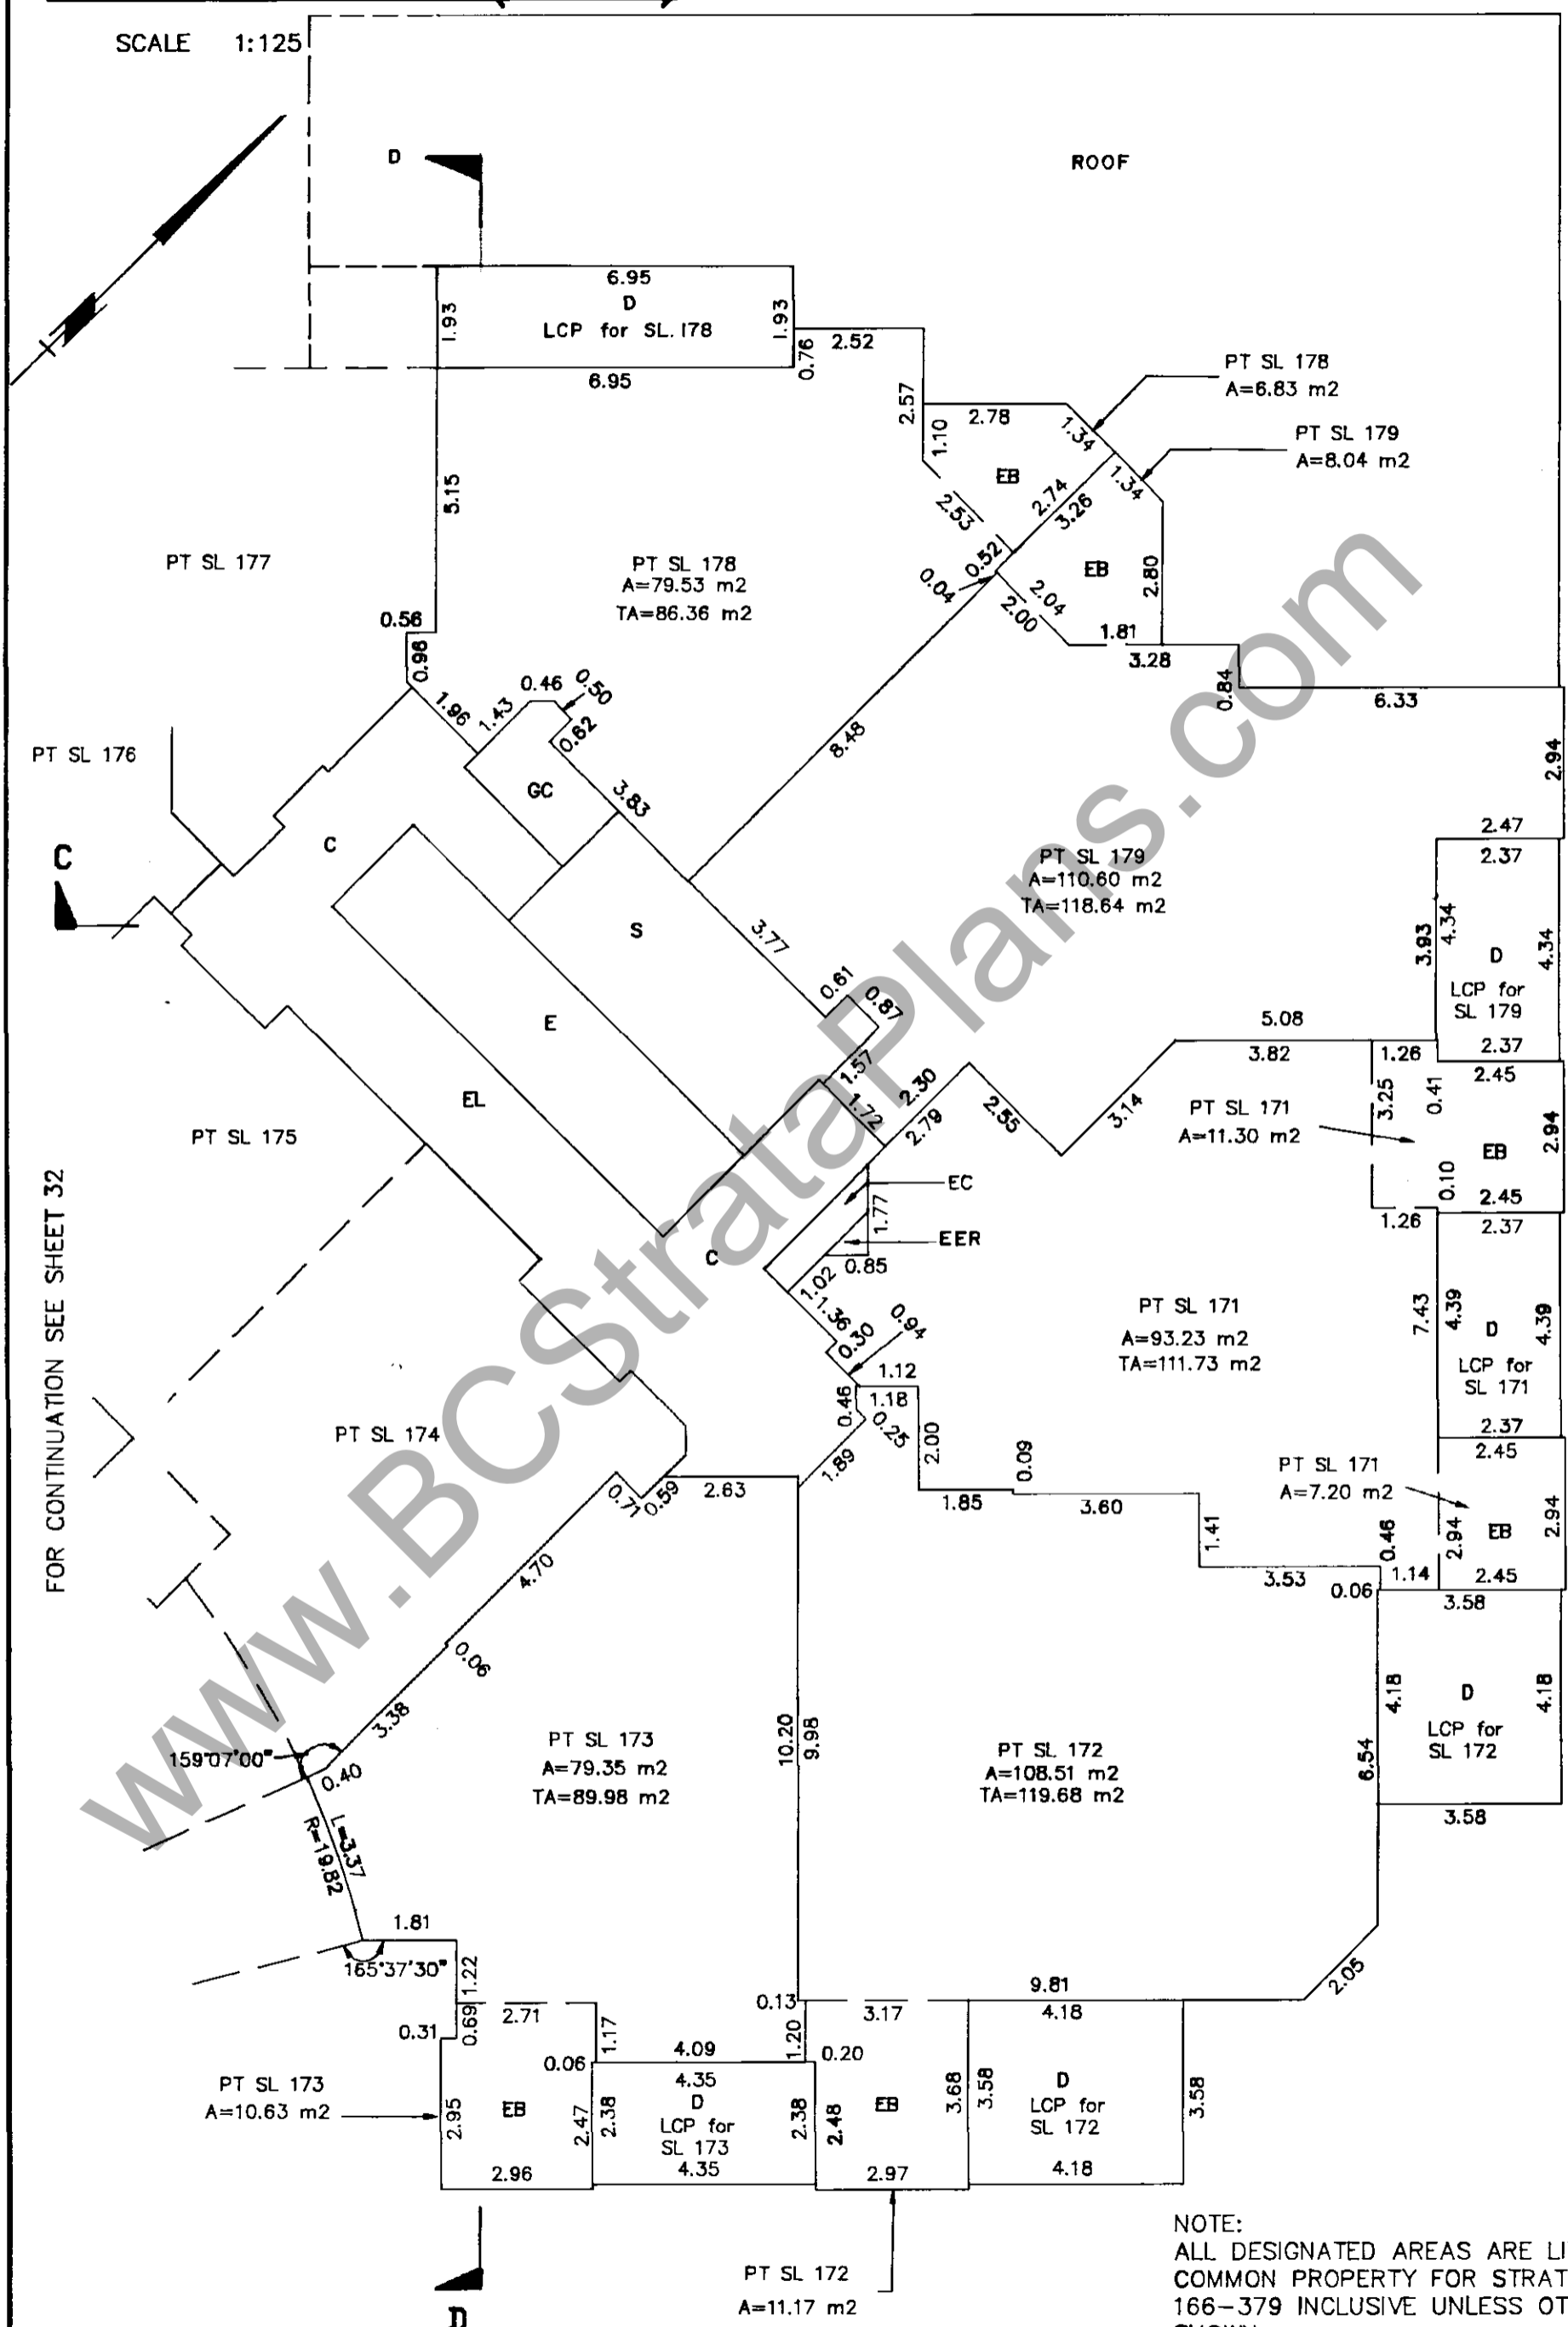 SCALE 1:125
D
ROOF
6.95
D
LCP for SL.178
1.93
1.93
0.76
2.52
6.95
PT SL 178
A=6.83 m2
2.57
2.78
1.10
1.34
PT SL 179
A=8.04 m2
EB
1.34
2.74
3.26
2.53
5.15
0.52
EB
2.80
0.04
2.04
2.00
PT SL 177
PT SL 178
A=79.53 m2
TA=86.36 m2
0.56
0.98
1.81
3.28
0.84
6.33
1.96
1.43
0.46
0.50
0.62
8.48
PT SL 176
2.94
GC
3.83
C
C
2.47
2.37
PT SL 179
A=110.60 m2
TA=118.64 m2
S
3.77
3.93
4.34
D
LCP for
SL 179
4.34
0.61
0.87
E
5.08
3.82
1.26
2.37
2.45
1.57
2.30
1.72
2.79
2.55
3.14
3.25
0.41
EL
PT SL 171
A=11.30 m2
EB
2.94
PT SL 175
0.10
2.45
EC
1.77
1.26
2.37
EER
C
0.85
1.02
1.36
0.30
0.94
PT SL 171
A=93.23 m2
TA=111.73 m2
7.43
4.39
D
LCP for
SL 171
4.39
FOR CONTINUATION SEE SHEET 32
1.12
0.46
1.18
0.25
PT SL 174
2.00
2.37
2.45
1.89
0.09
PT SL 171
A=7.20 m2
0.71
0.59
2.63
1.85
3.60
1.41
0.46
2.94
EB
2.94
4.70
3.53
0.06
1.14
2.45
3.58
0.06
3.38
4.18
D
LCP for
SL 172
4.18
159°07'00"
0.40
PT SL 173
A=79.35 m2
TA=89.98 m2
10.20
9.98
PT SL 172
A=108.51 m2
TA=119.68 m2
6.54
3.58
L=3.37
R=19.82
1.81
165°37'30"
1.22
2.05
9.81
0.13
3.17
4.18
0.31
0.69
2.71
1.17
1.20
0.06
4.09
0.20
4.35
PT SL 173
A=10.63 m2
2.95
EB
2.47
2.38
D
LCP for
SL 173
2.38
2.48
EB
3.68
3.58
D
LCP for
SL 172
3.58
2.96
4.35
2.97
4.18
D
PT SL 172
A=11.17 m2
NOTE:
ALL DESIGNATED AREAS ARE LI
COMMON PROPERTY FOR STRAT
166-379 INCLUSIVE UNLESS OT
www.BCStrataPlans.com